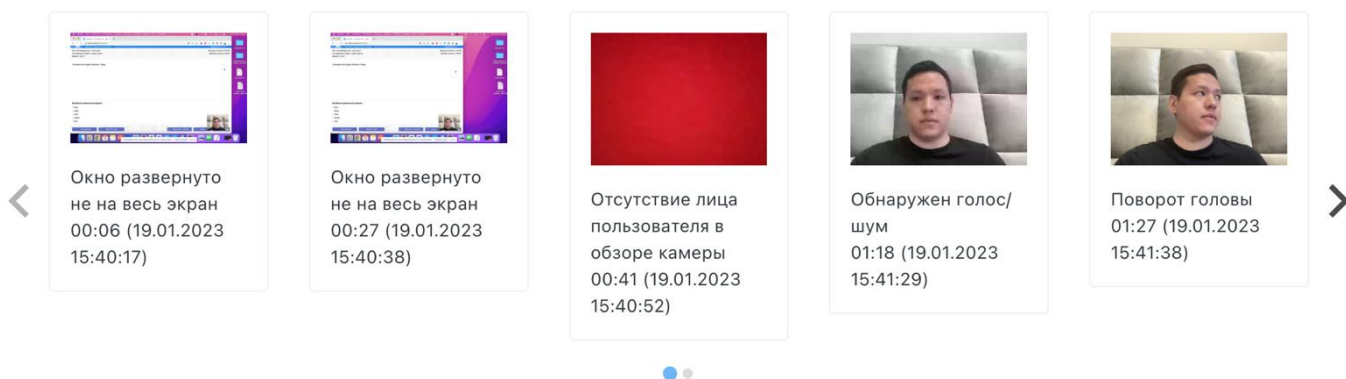 Окно развернуто
не на весь экран
00:06 (19.01.2023
15:40:17)
Окно развернуто
не на весь экран
00:27 (19.01.2023
15:40:38)
Отсутствие лица
пользователя в
обзоре камеры
00:41 (19.01.2023
15:40:52)
Обнаружен голос/
шум
01:18 (19.01.2023
15:41:29)
Поворот головы
01:27 (19.01.2023
15:41:38)